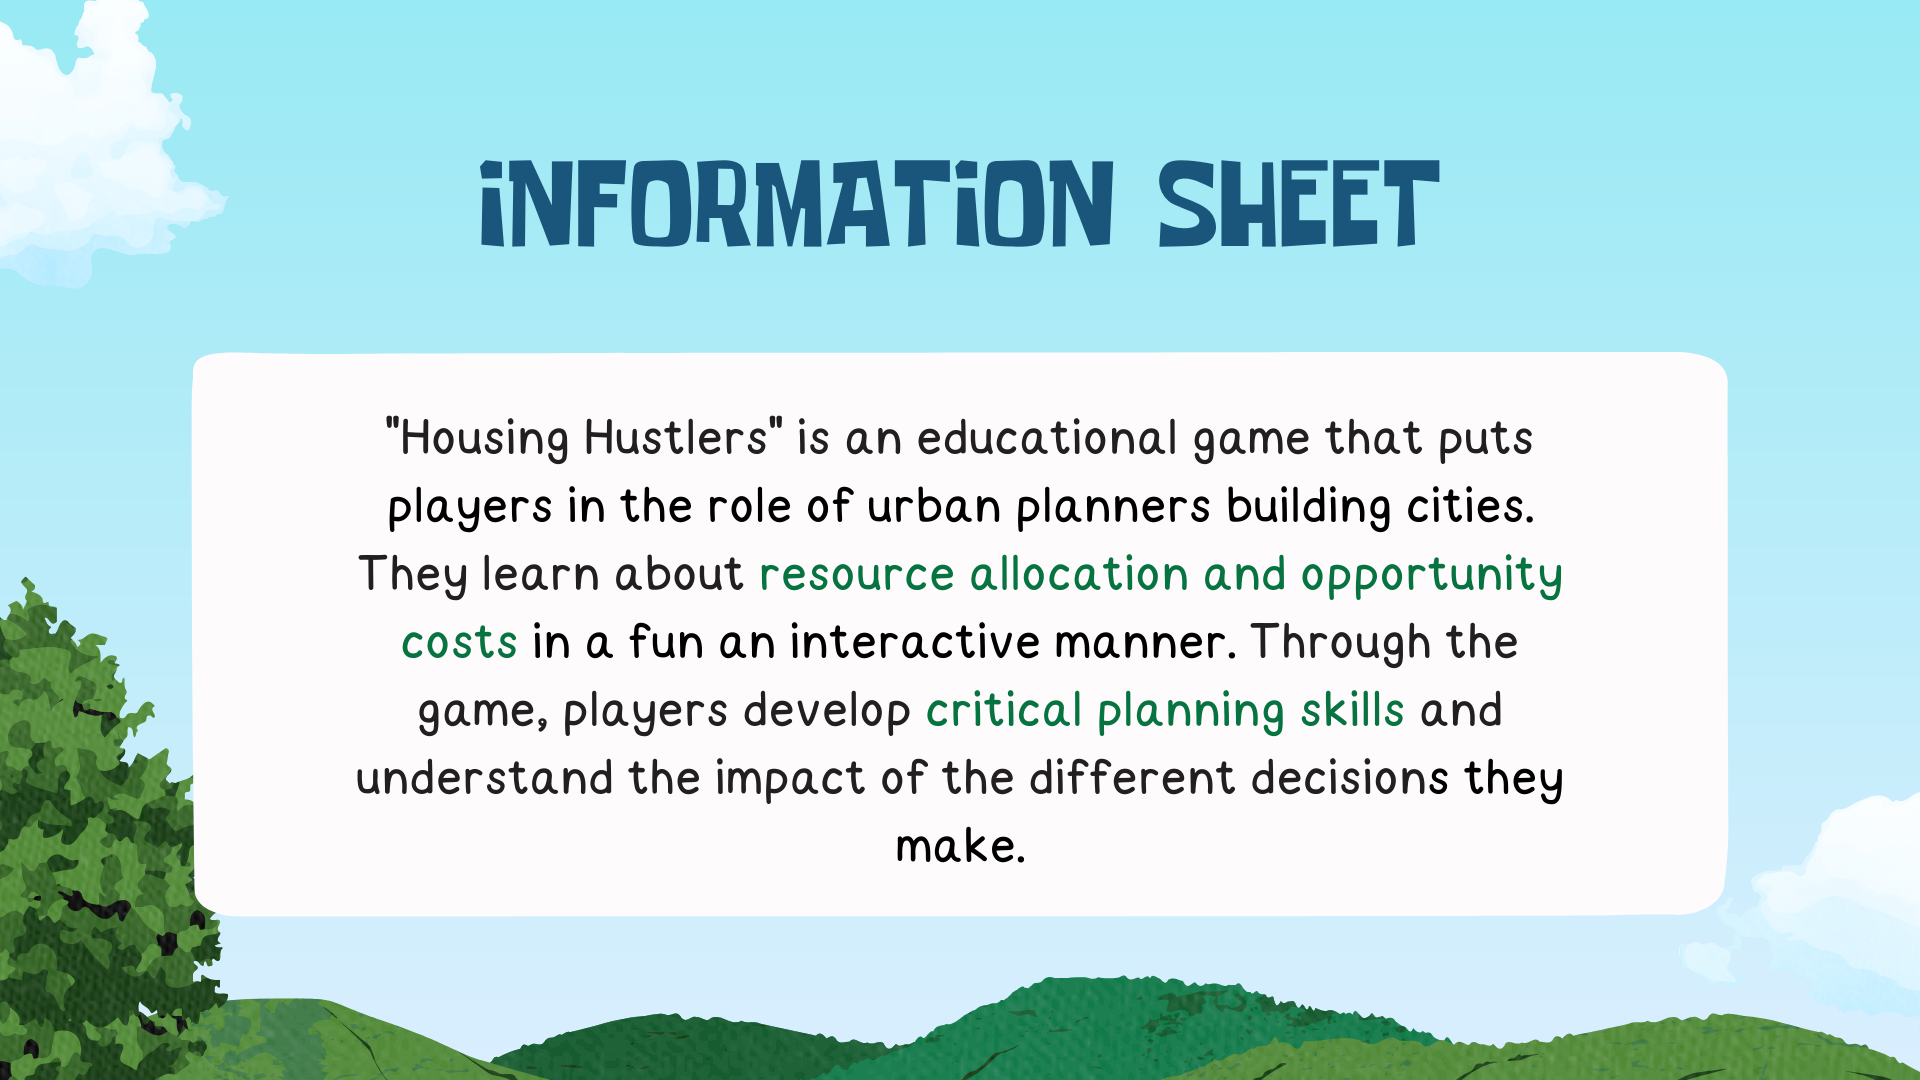 iNFORMATiON SHEET
"Housing Hustlers" is an educational game that puts
players in the role of urban planners building cities.
They learn about resource allocation and opportunity
costs in a fun an interactive manner. Through the
game, players develop critical planning skills and
understand the impact of the different decisions they
make.